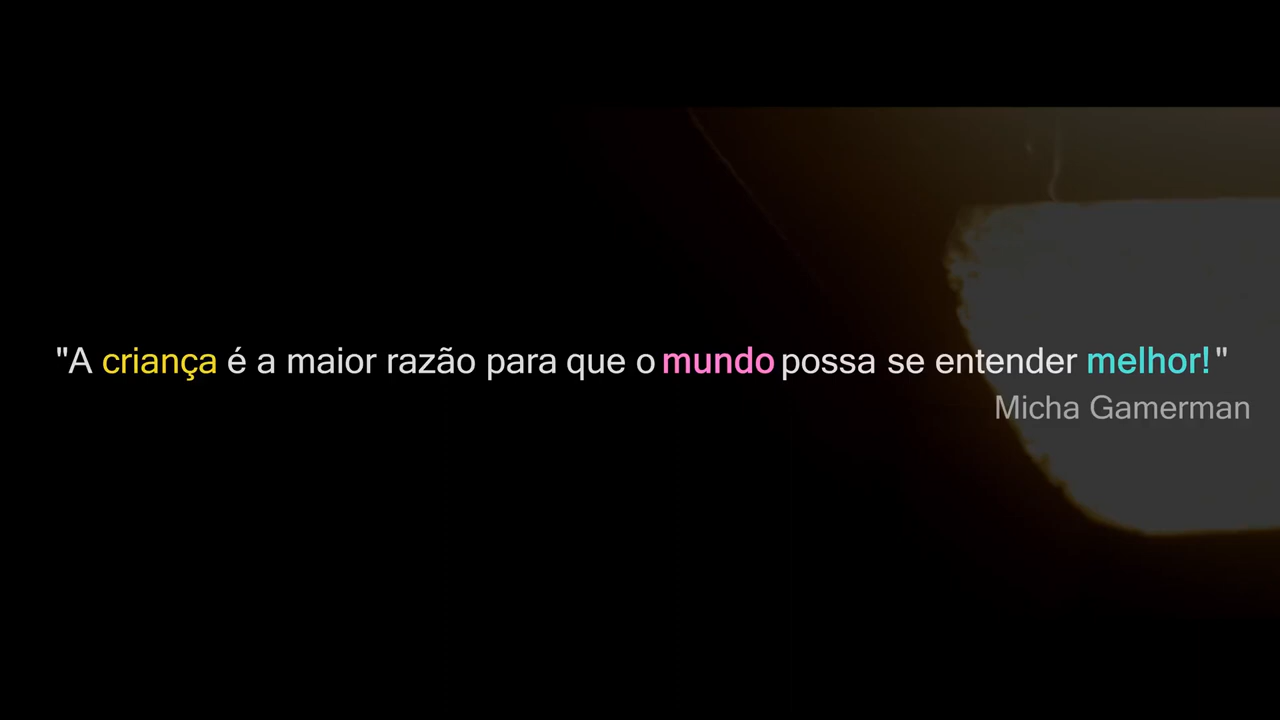 "A criança é a maior razão para que o mundo possa se entender melhor!"
Micha Gamerman